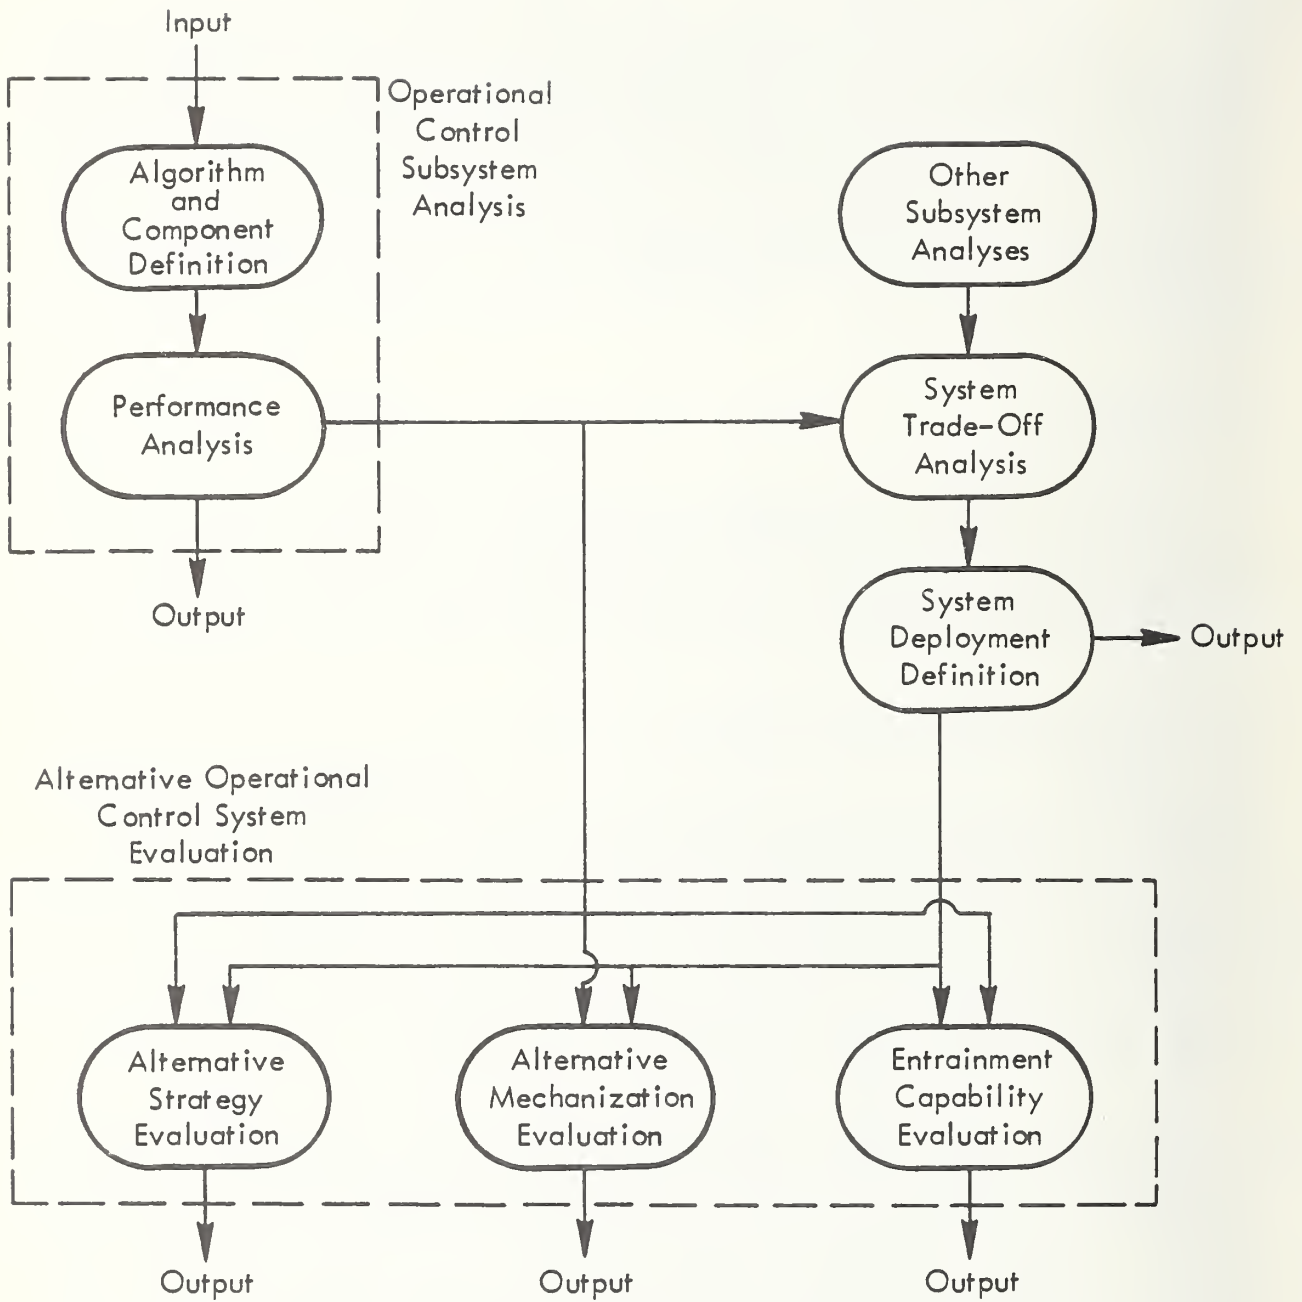 Input
Operational
Control
Subsystem
Analysis
Algorithm
and
Component
Definition
Other
Subsystem
Analyses
Performance
Analysis
System
Trade-Off
Analysis
Output
System
Deployment
Definition
Output
Alternative Operational
Control System
Evaluation
Alternative
Strategy
Evaluation
Alternative
Mechanization
Evaluation
Entrainment
Capability
Evaluation
Output
Output
Output